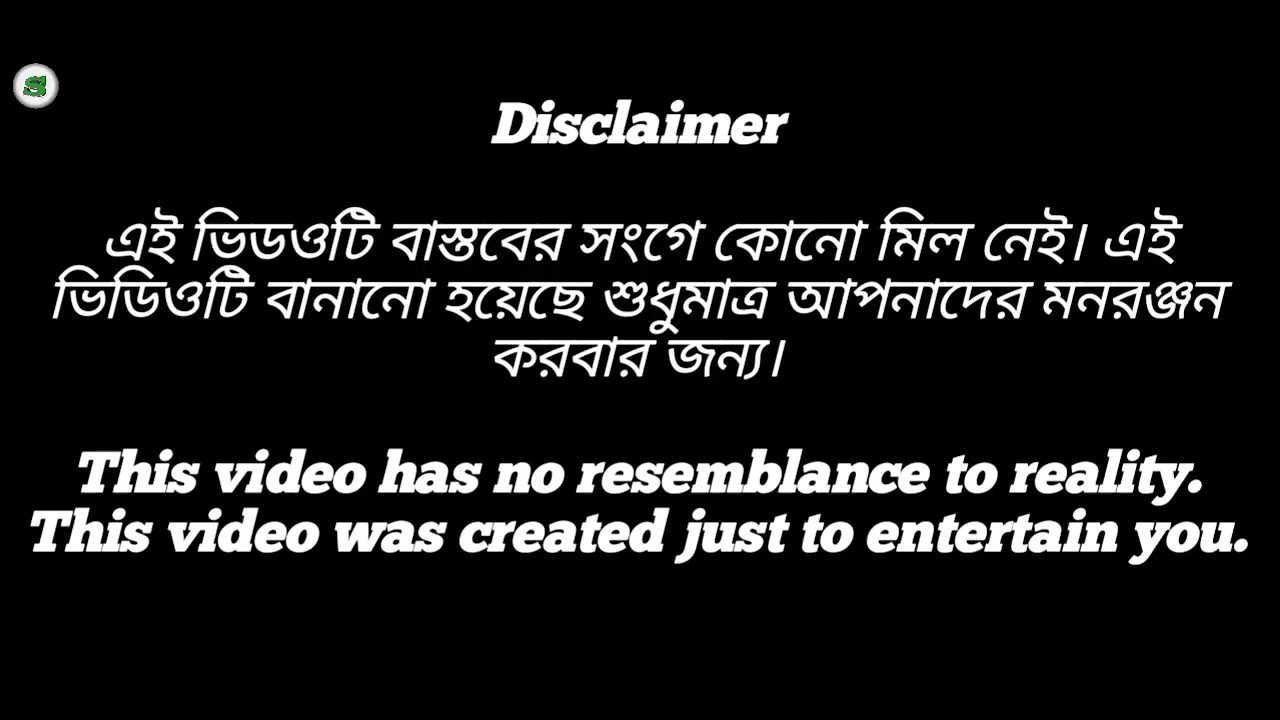 S
Disclaimer
এই ভিডওটি বাস্তবের সংগে কোনো মিল নেই। এই
ভিডিওটি বানানো হয়েছে শুধুমাত্র আপনাদের মনরঞ্জন
করবার জন্য।
This video has no resemblance to reality.
This video was created just to entertain you.